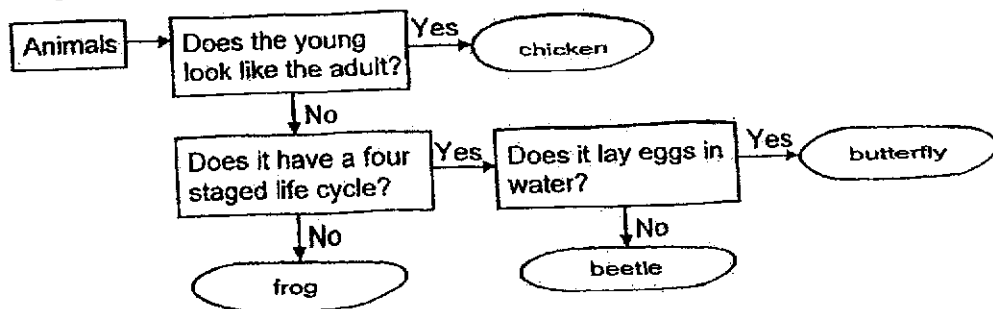 Animals
Does the young
look like the adult?
Yes
chicken
No
Does it have a four
staged life cycle?
Yes
Does it lay eggs in
water?
Yes
butterfly
No
frog
No
beetle